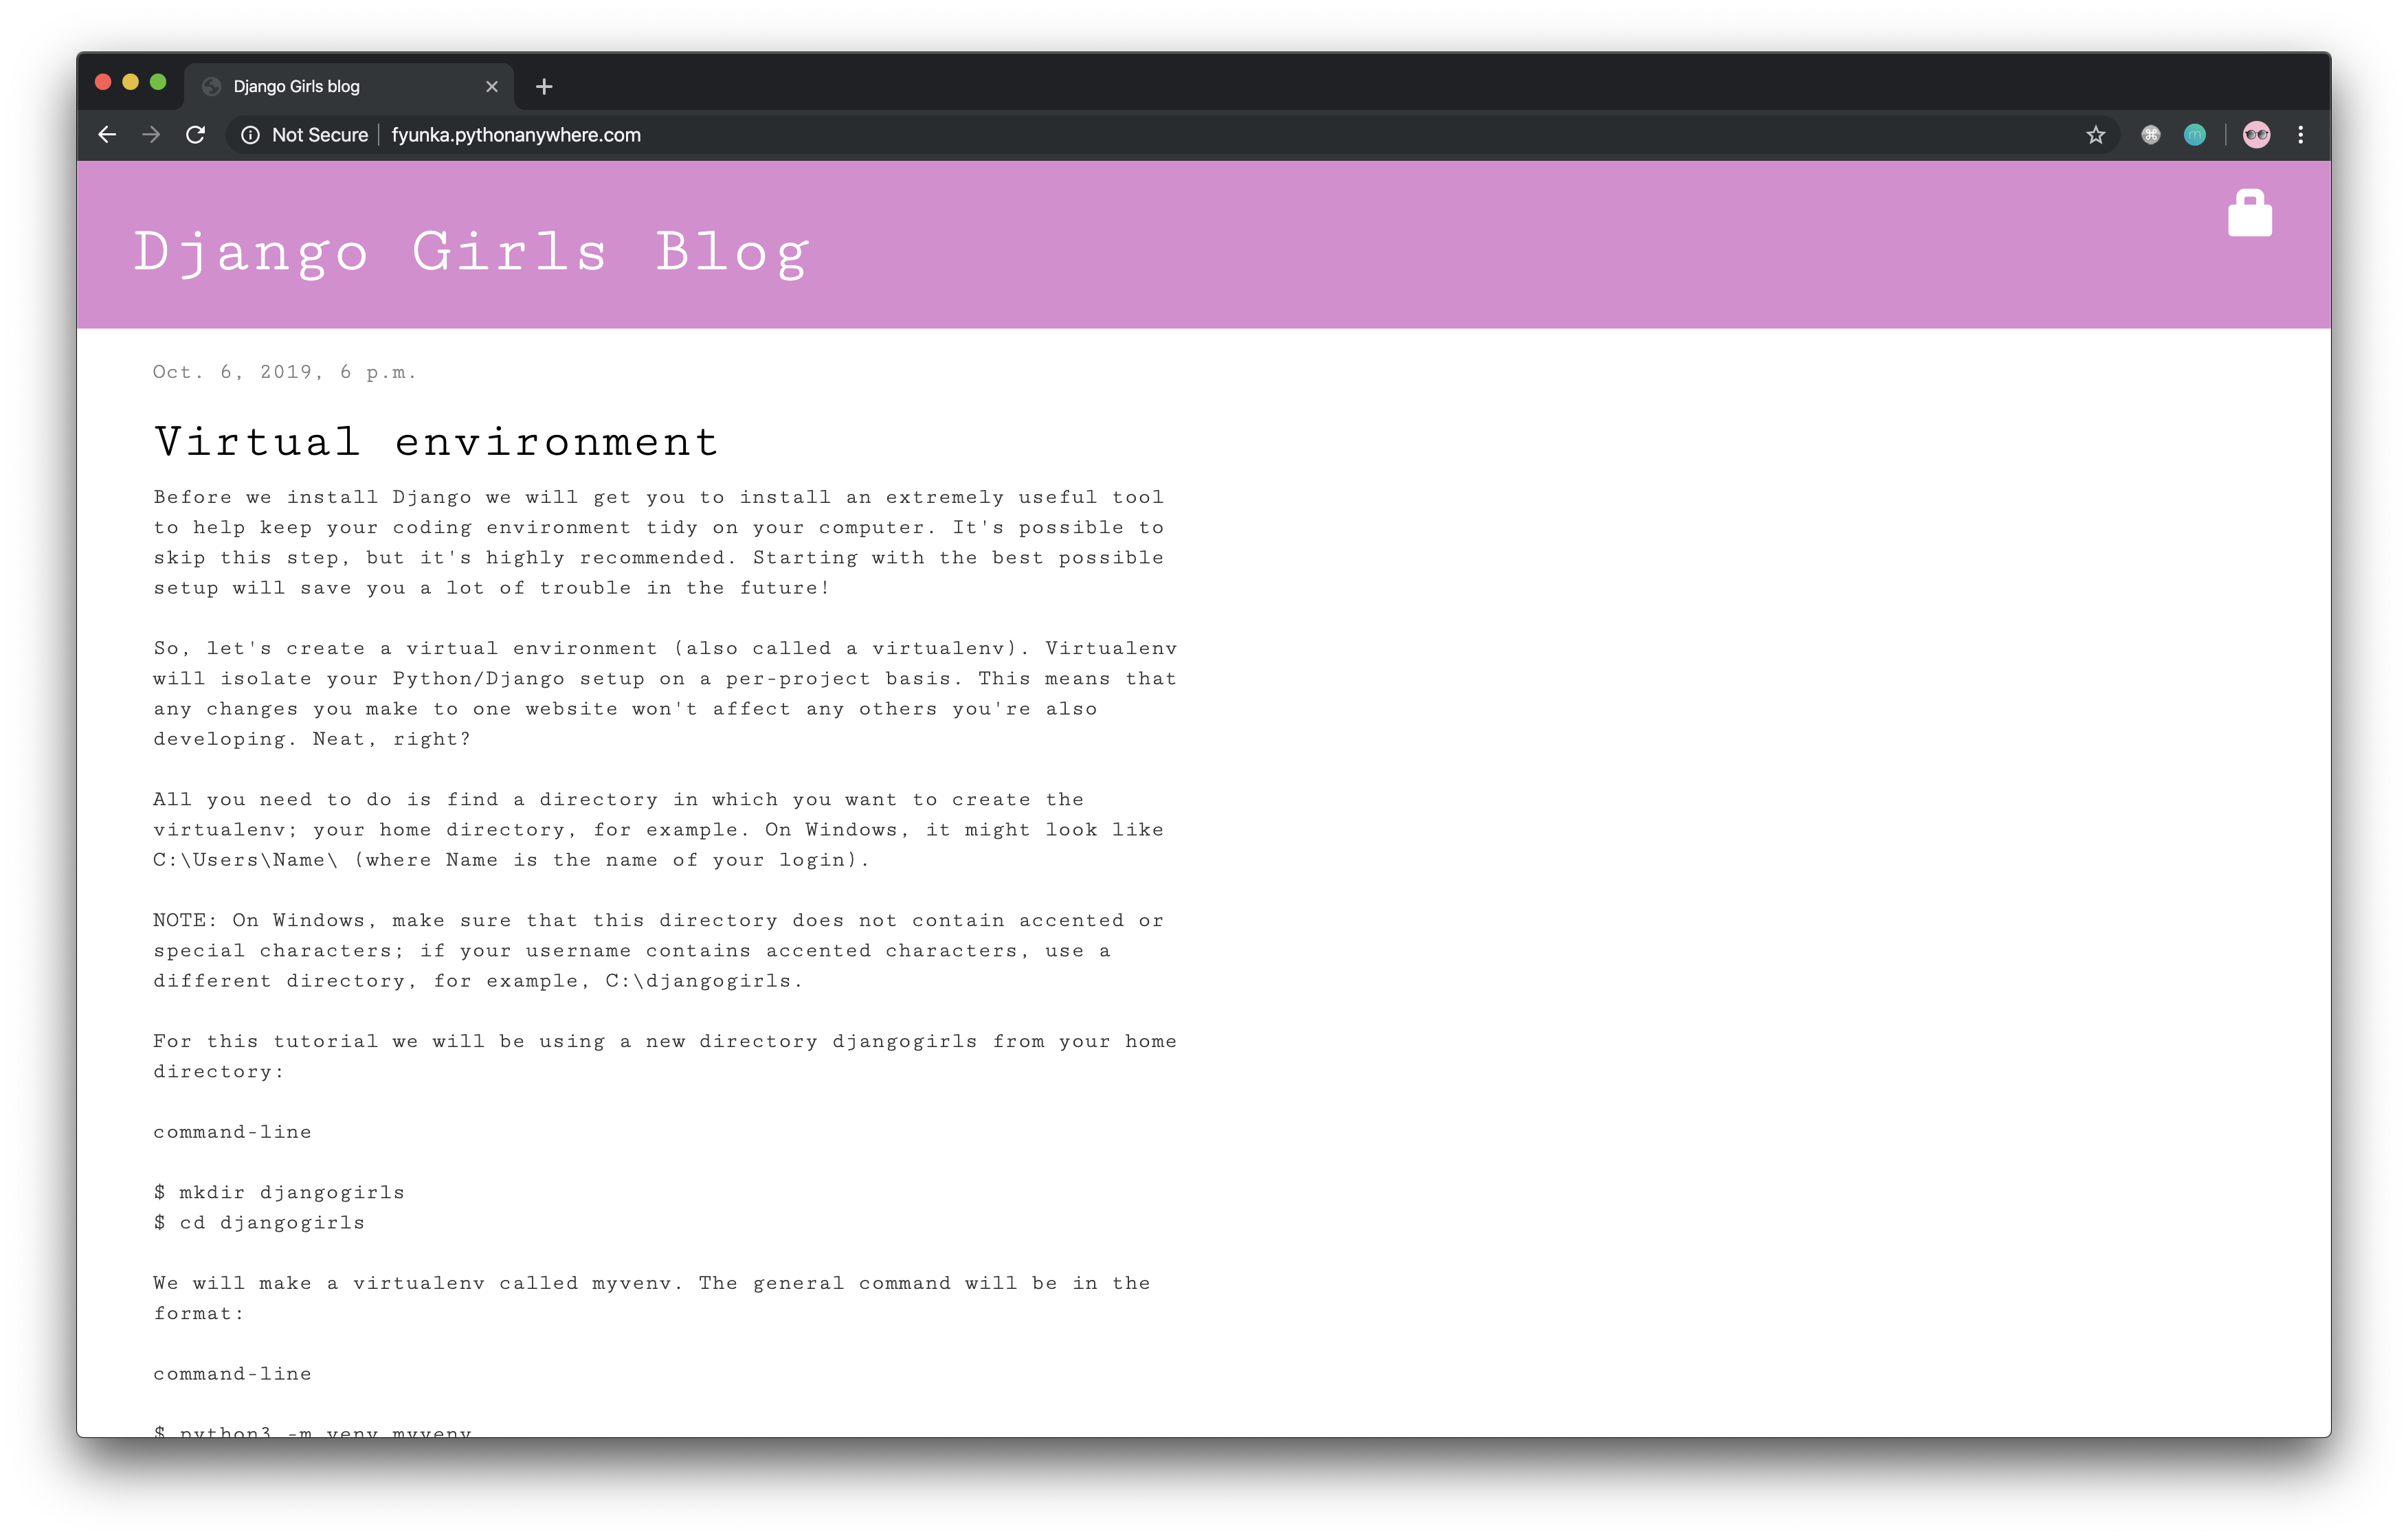 Django Girls blog
Not Secure
fyunka.pythonanywhere.com
m
Django Girls Blog
Oct. 6, 2019, 6 p.m.
Virtual environment
Before we install Django we will get you to install an extremely useful tool
to help keep your coding environment tidy on your computer. It's possible to
skip this step, but it's highly recommended. Starting with the best possible
setup will save you a lot of trouble in the future!
So, let's create a virtual environment (also called a virtualenv). Virtualenv
will isolate your Python/Django setup on a per-project basis. This means that
any changes you make to one website won't affect any others you're also
developing. Neat, right?
All you need to do is find a directory in which you want to create the
virtualenv; your home directory, for example. On Windows, it might look like
C:\Users\Name\ (where Name is the name of your login).
NOTE: On Windows, make sure that this directory does not contain accented or
special characters; if your username contains accented characters, use a
different directory, for example, C:\djangogirls.
For this tutorial we will be using a new directory djangogirls from your home
directory:
command-line
$ mkdir djangogirls
$ cd djangogirls
We will make a virtualenv called myvenv. The general command will be in the
format:
command-line
$ python3 -m venv myvenv